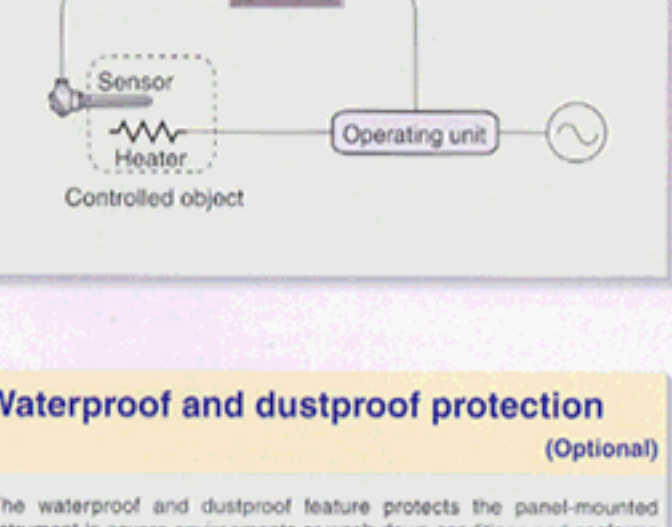 Sensor
Operating unit
Heater
Controlled object
Waterproof and dustproof protection
(Optional)
The waterproof and dustproof feature protects the panel-mounted